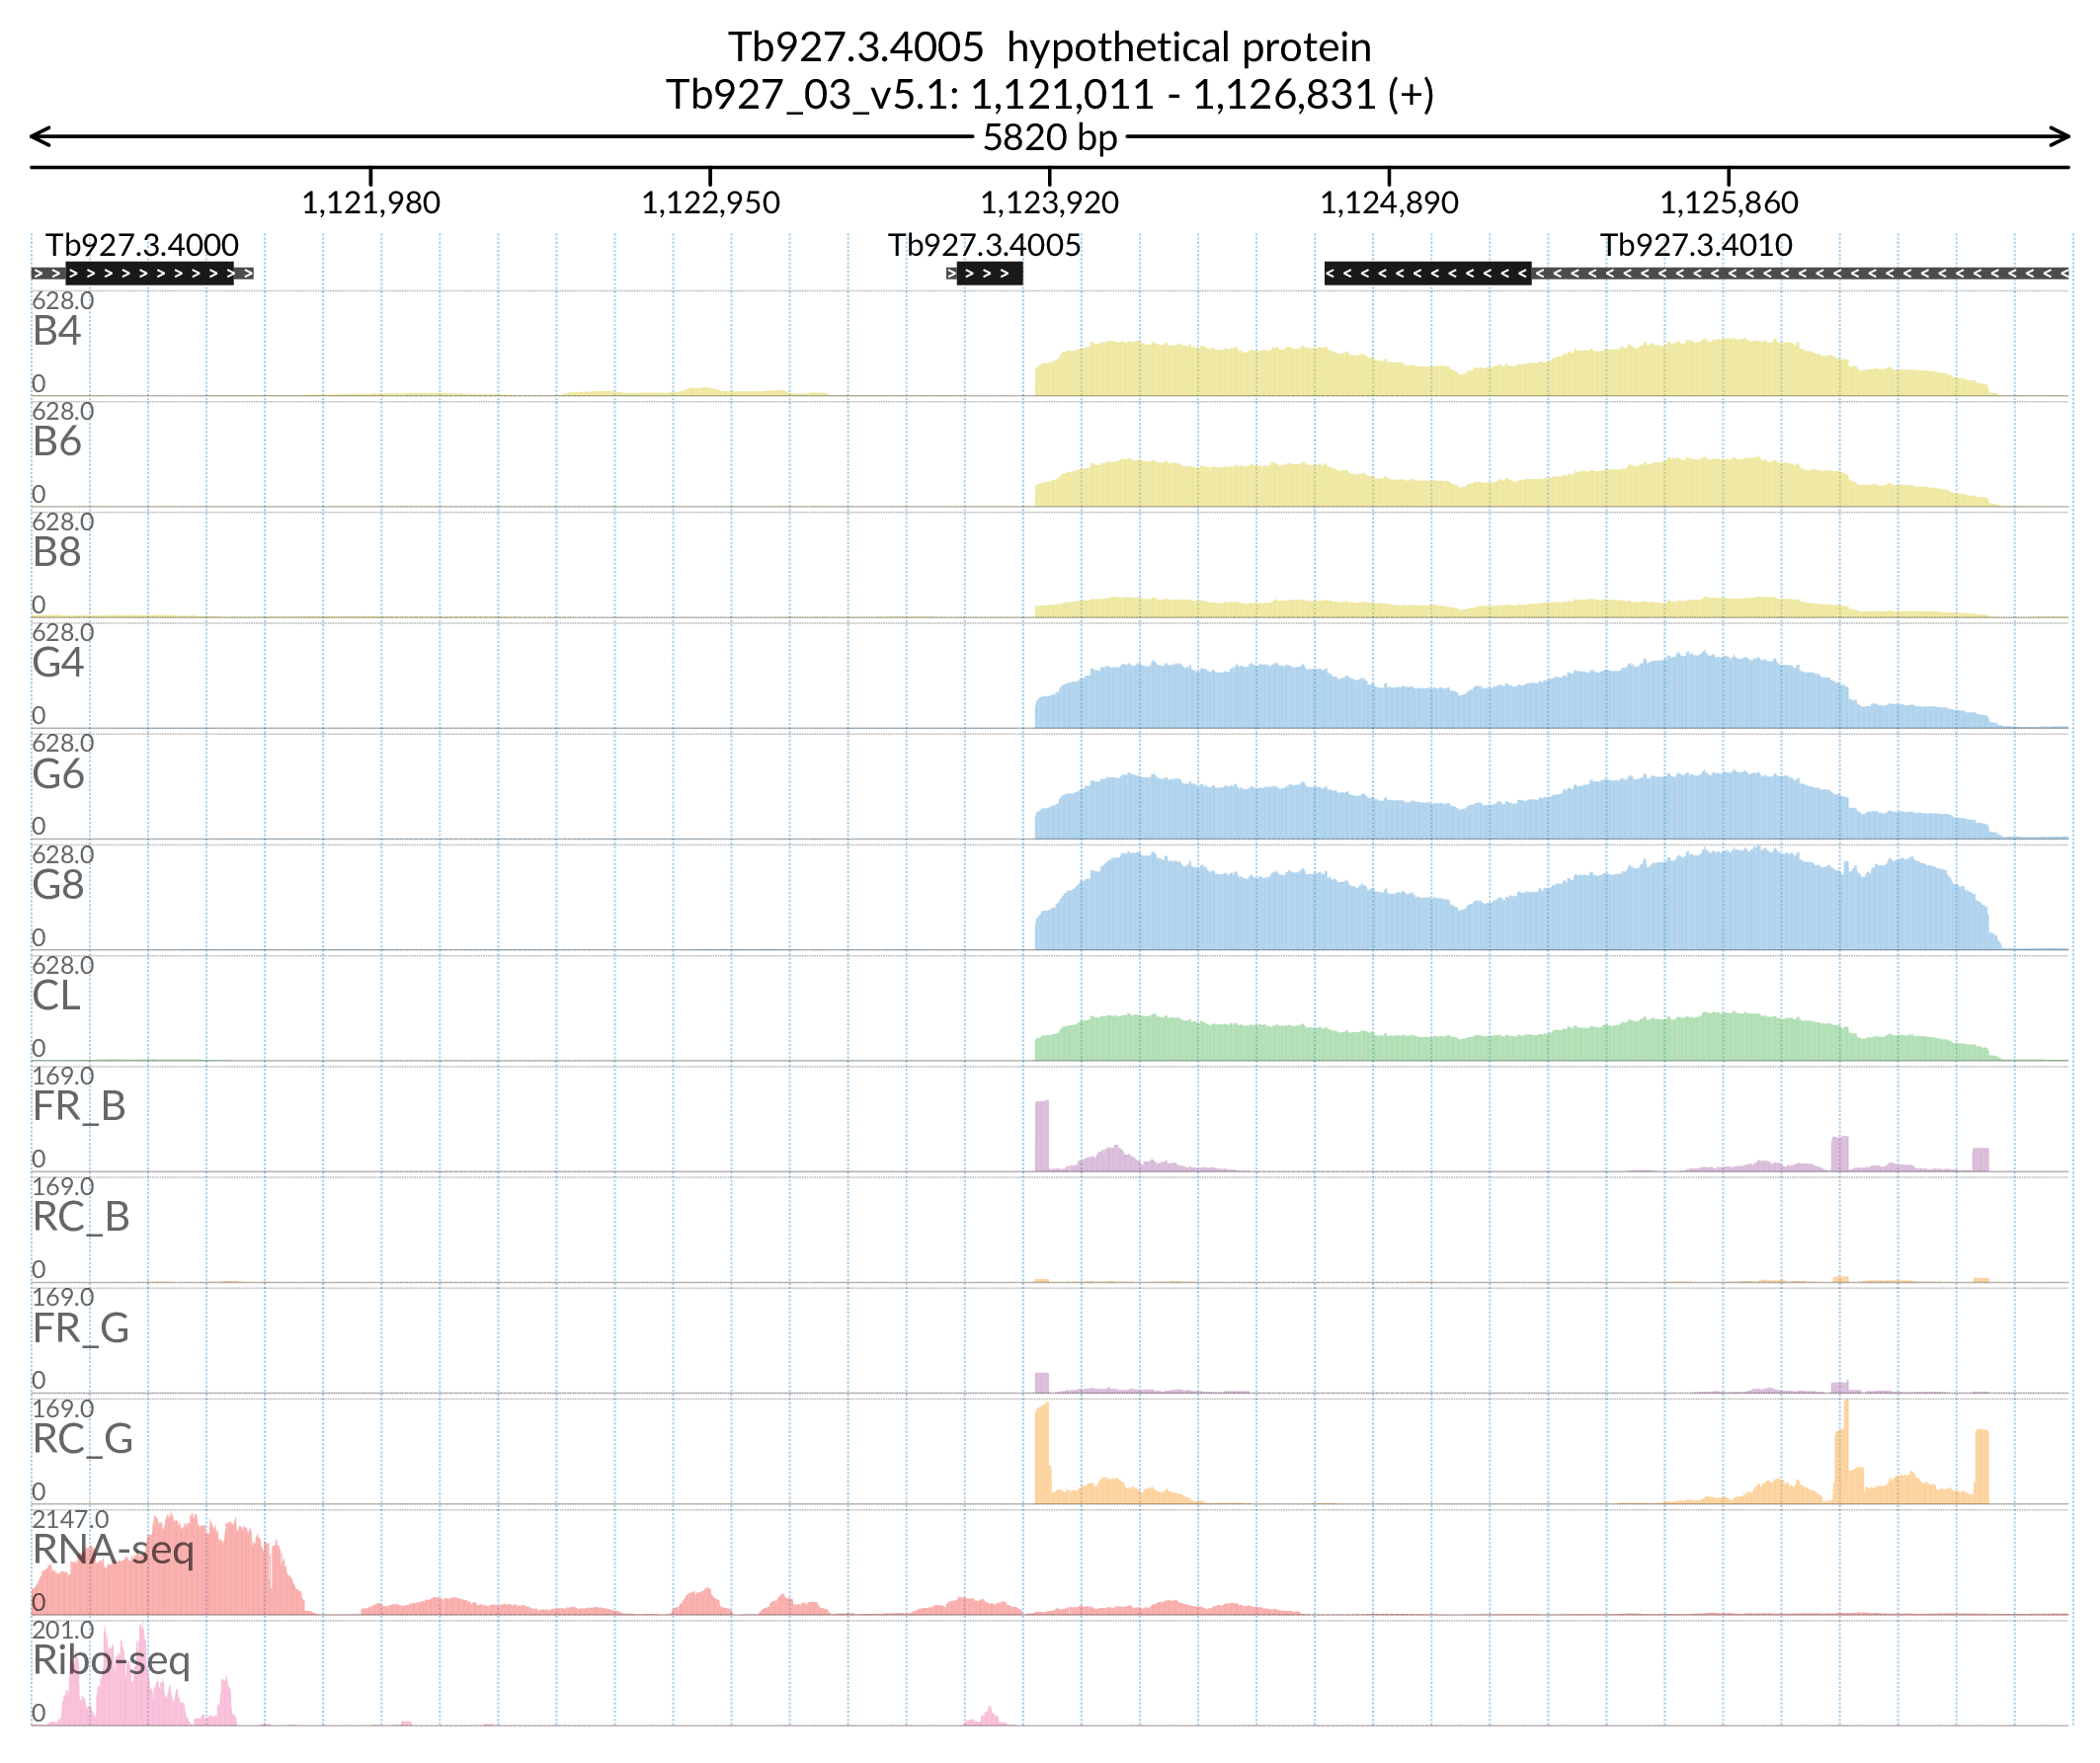 Tb927.3.4005  hypothetical protein
Tb927_03_v5.1: 1,121,011 - 1,126,831 (+)
5820 bp
1,121,980 1,122,950 1,123,920 1,124,890 1,125,860
Tb927.3.4000 Tb927.3.4005 Tb927.3.4010
628.0
B4
0
628.0
B6
0
628.0
B8
0
628.0
G4
0
628.0
G6
0
628.0
G8
0
628.0
CL
0
169.0
FR_B
0
169.0
RC_B
0
169.0
FR_G
0
169.0
RC_G
0
2147.0
RNA-seq
0
201.0
Ribo-seq
0